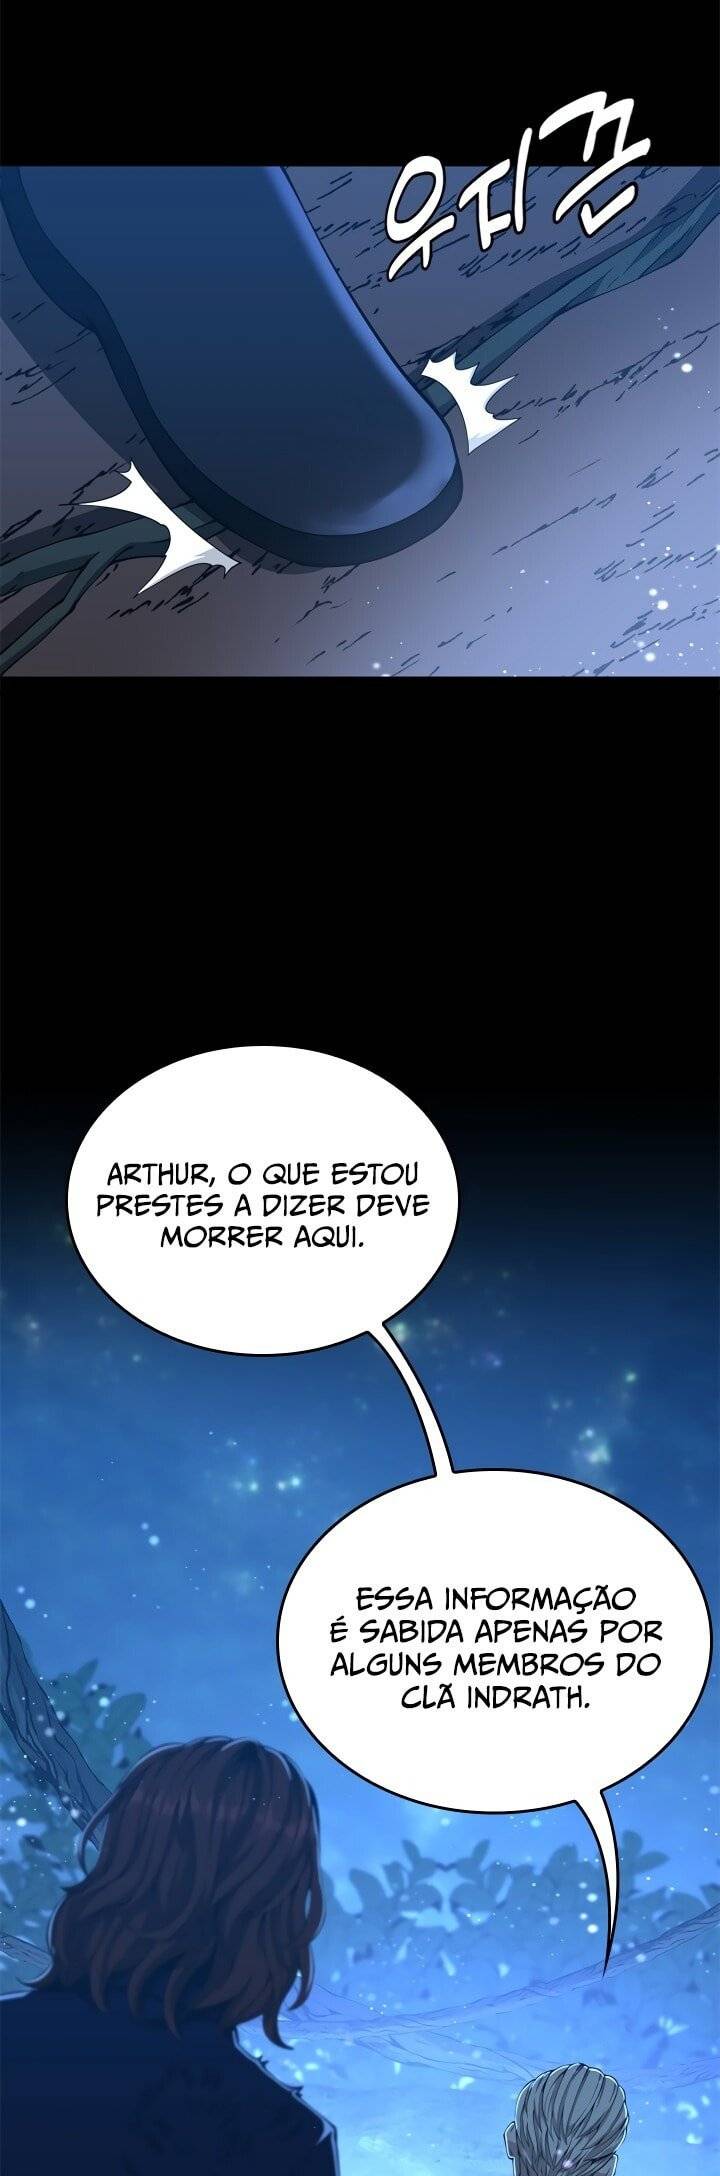 우지끈
ARTHUR, O QUE ESTOU
PRESTES A DIZER DEVE
MORRER AQUI.
ESSA INFORMAÇÃO
É SABIDA APENAS POR
ALGUNS MEMBROS DO
CLÃ INDRATH.